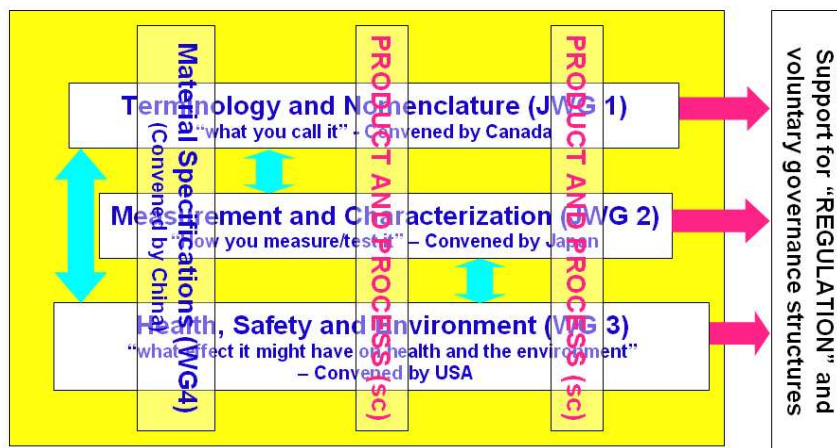 Material Specifications (WG4)
(Convened by China)
PRODUCT AND PROCESS (sc)
PRODUCT AND PROCESS (sc)
Terminology and Nomenclature (JWG 1)
“what you call it” - Convened by Canada
Measurement and Characterization (JWG 2)
“How you measure/test it” – Convened by Japan
Health, Safety and Environment (WG 3)
“what effect it might have on health and the environment”
– Convened by USA
Support for “REGULATION” and
voluntary governance structures